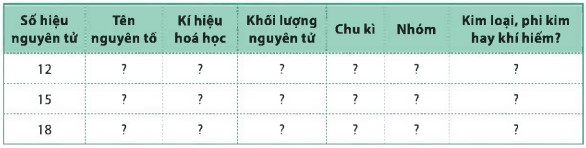 Số hiệu nguyên tử | Tên nguyên tố | Kí hiệu hoá học | Khối lượng nguyên tử | Chu kì | Nhóm | Kim loại, phi kim hay khí hiếm?
12 | ? | ? | ? | ? | ? | ?
15 | ? | ? | ? | ? | ? | ?
18 | ? | ? | ? | ? | ? | ?